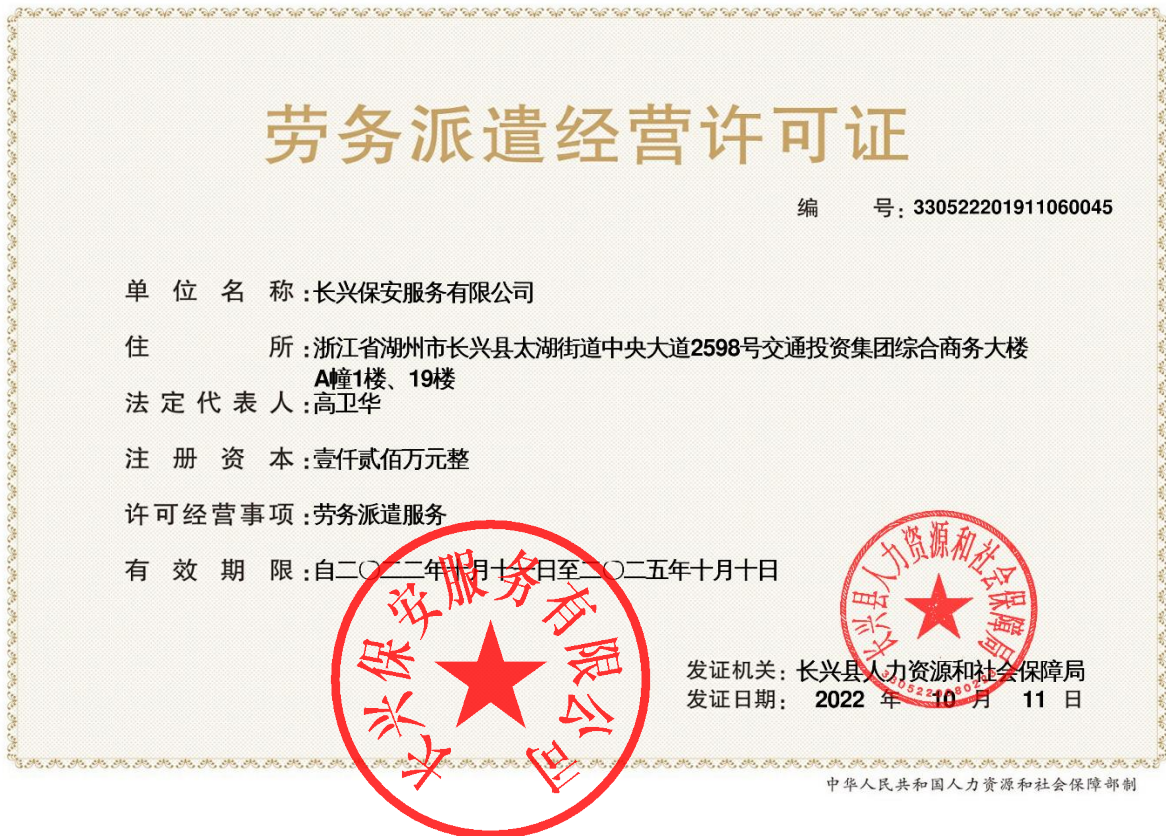 劳务派遣经营许可证
编 号: 330522201911060045
单位名称:长兴保安服务有限公司
住所:浙江省湖州市长兴县太湖街道中央大道2598号交通投资集团综合商务大楼
A幢1楼、19楼
法定代表人:高卫华
注册资本:壹仟贰佰万元整
许可经营事项:劳务派遣服务
有效期限:自二〇二二年十月十一日至二〇二五年十月十日
长兴保安服务有限公司
长兴县人力资源和社会保障局
发证机关:长兴县人力资源和社会保障局
发证日期: 2022 年 10 月 11 日
中华人民共和国人力资源和社会保障部制